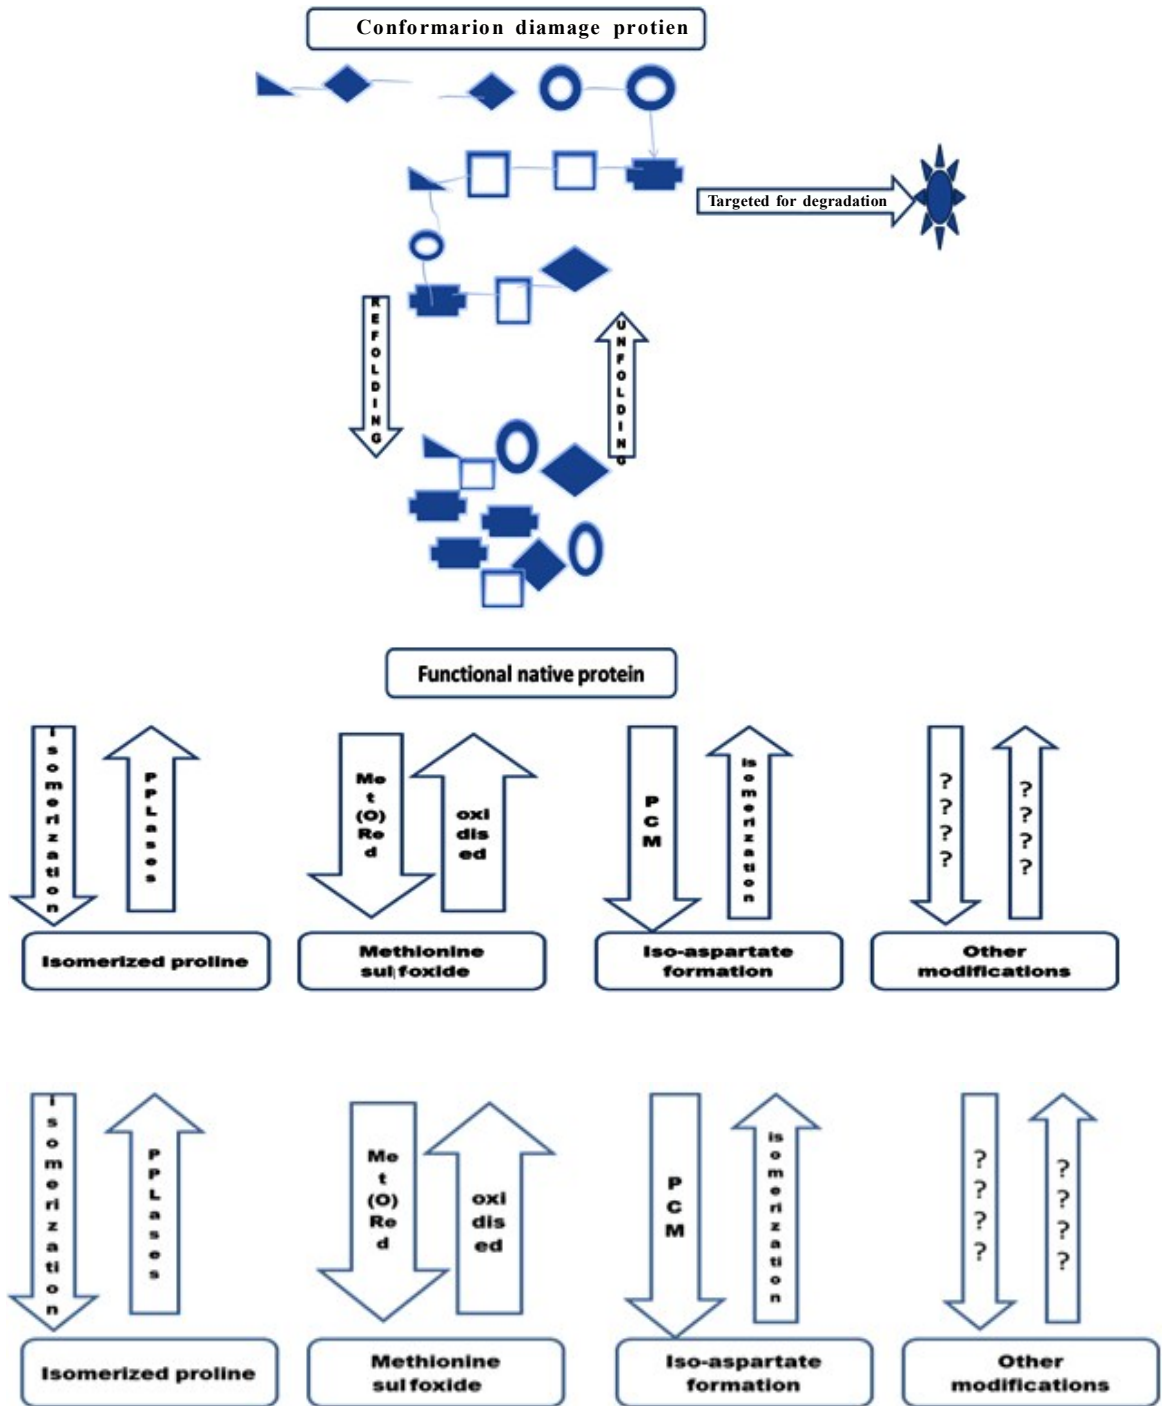 Conformarion diamage protien
Targeted for degradation
REFOLDING
UNFOLDING
Functional native protein
Isomerization
PPLases
Met(O)Red
oxidised
PCM
isomerization
????
????
Isomerized proline
Methionine
sulfoxide
Iso-aspartate
formation
Other
modifications
Isomerization
PPLases
Met(O)Red
oxidised
PCM
isomerization
????
????
Isomerized proline
Methionine
sulfoxide
Iso-aspartate
formation
Other
modifications